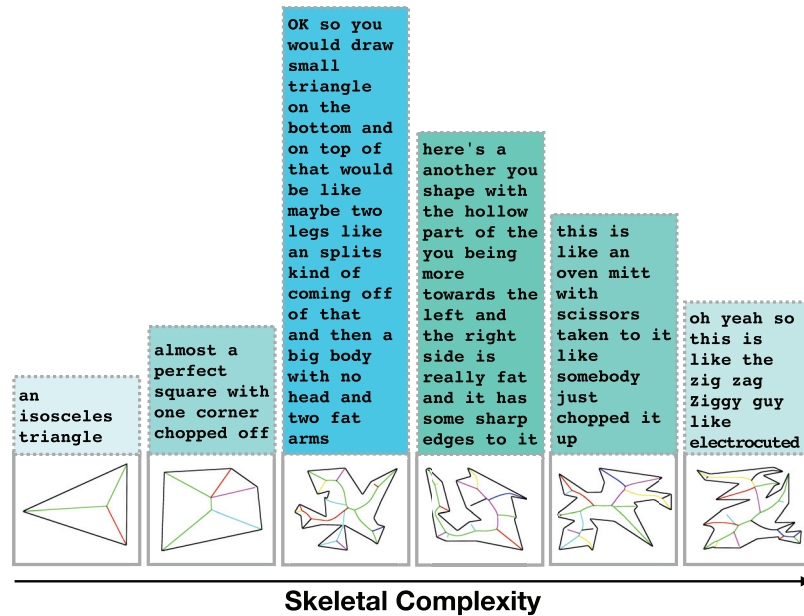 an
isosceles
triangle
almost a
perfect
square with
one corner
chopped off
OK so you
would draw
small
triangle
on the
bottom and
on top of
that would
be like
maybe two
legs like
an splits
kind of
coming off
of that
and then a
big body
with no
head and
two fat
arms
here's a
another you
shape with
the hollow
part of the
you being
more
towards the
left and
the right
side is
really fat
and it has
some sharp
edges to it
this is
like an
oven mitt
with
scissors
taken to it
like
somebody
just
chopped it
up
oh yeah so
this is
like the
zig zag
Ziggy guy
like
electrocuted
Skeletal Complexity